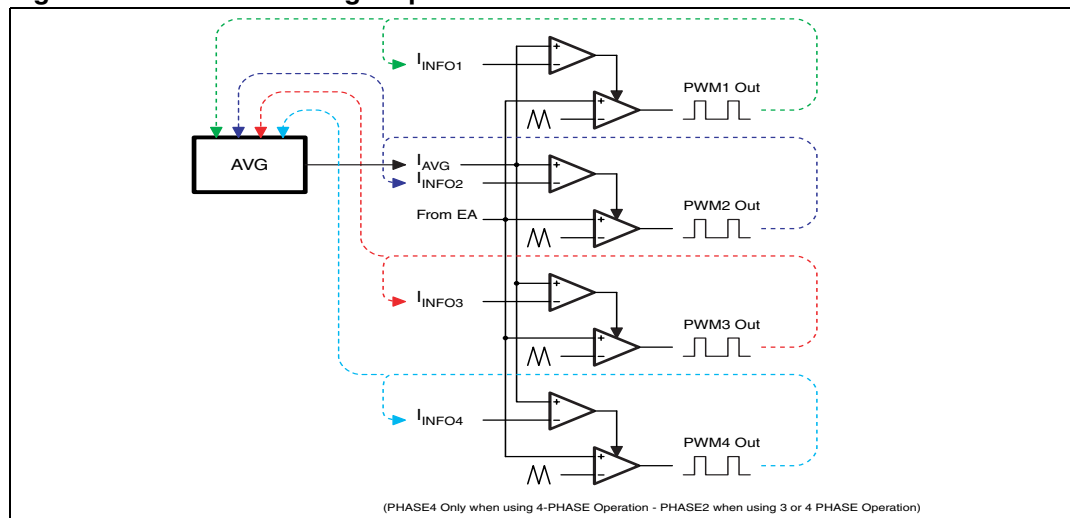 I_INFO1
+
−
PWM1 Out
+
−
AVG
I_AVG
I_INFO2
+
−
PWM2 Out
From EA
+
−
+
−
I_INFO3
PWM3 Out
+
−
+
−
I_INFO4
PWM4 Out
+
−
(PHASE4 Only when using 4-PHASE Operation - PHASE2 when using 3 or 4 PHASE Operation)